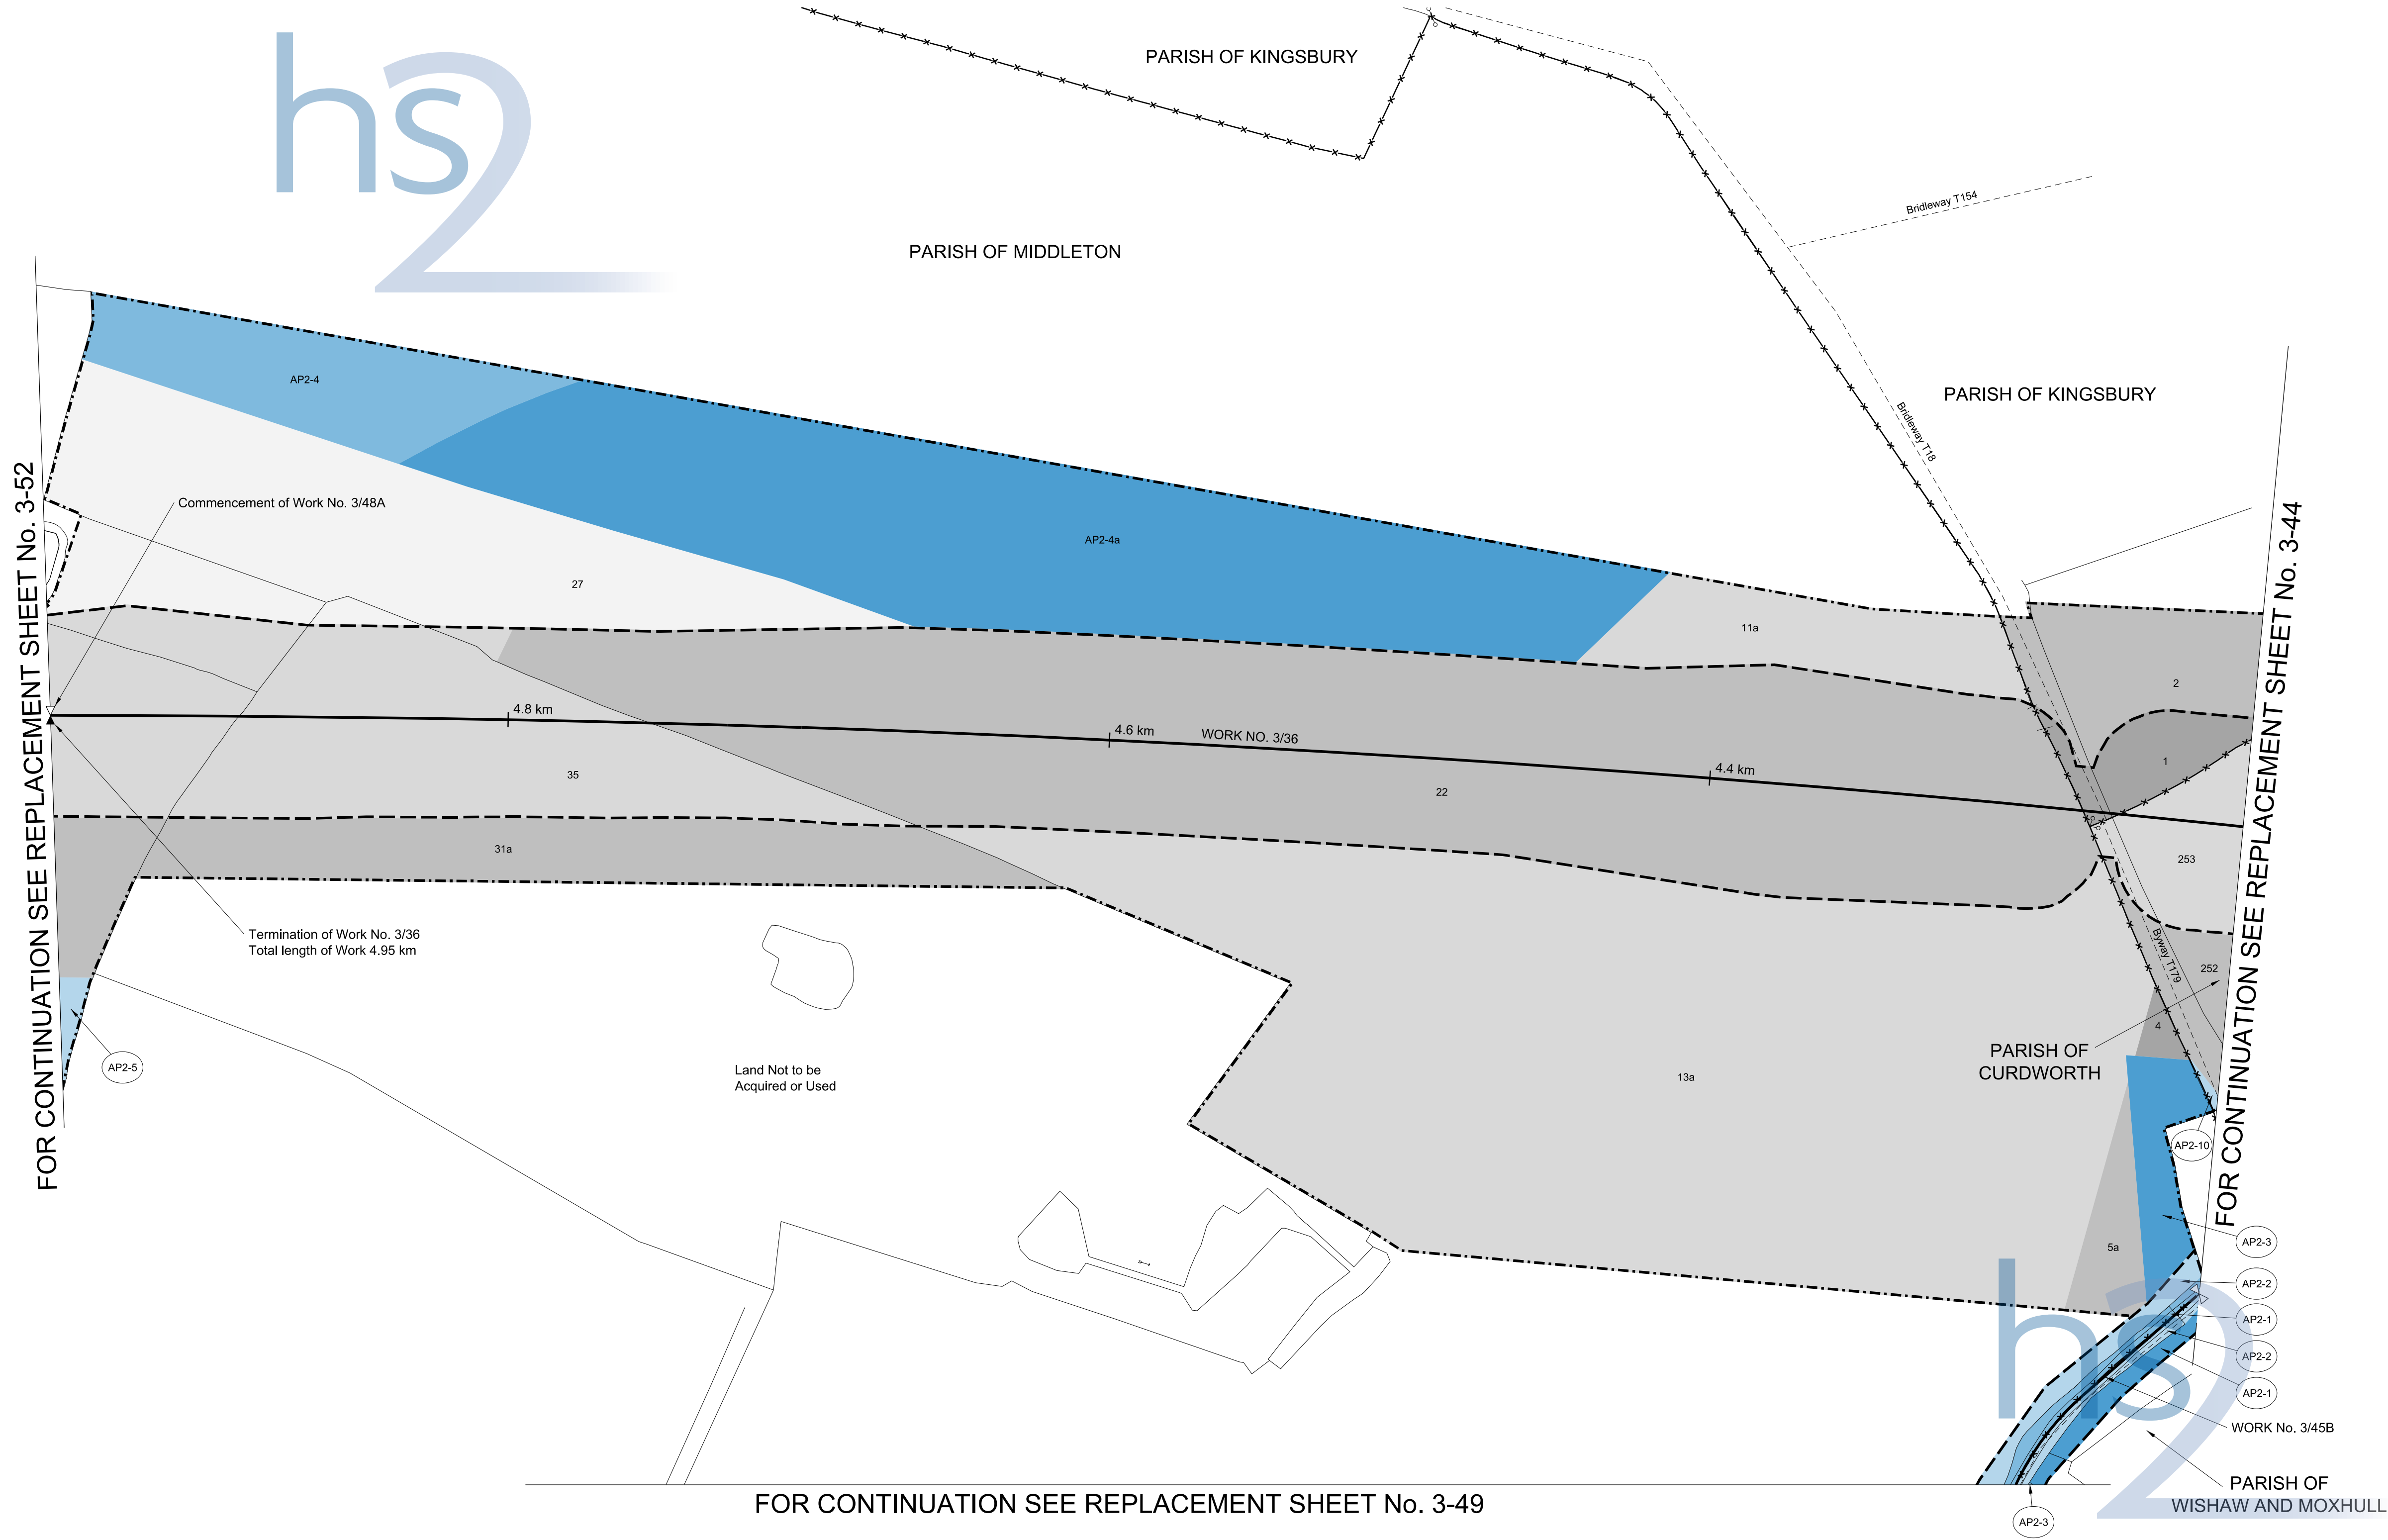 hs2
PARISH OF KINGSBURY
Bridleway T154
PARISH OF MIDDLETON
AP2-4
PARISH OF KINGSBURY
Bridleway T18
FOR CONTINUATION SEE REPLACEMENT SHEET No. 3-52
Commencement of Work No. 3/48A
AP2-4a
FOR CONTINUATION SEE REPLACEMENT SHEET No. 3-44
27
11a
2
4.8 km
4.6 km
WORK NO. 3/36
4.4 km
1
35
22
31a
253
Termination of Work No. 3/36
Total length of Work 4.95 km
Byway T179
252
4
AP2-5
Land Not to be
Acquired or Used
13a
PARISH OF
CURDWORTH
AP2-10
5a
AP2-3
AP2-2
AP2-1
AP2-2
AP2-1
WORK No. 3/45B
hs2
PARISH OF
WISHAW AND MOXHULL
FOR CONTINUATION SEE REPLACEMENT SHEET No. 3-49
AP2-3